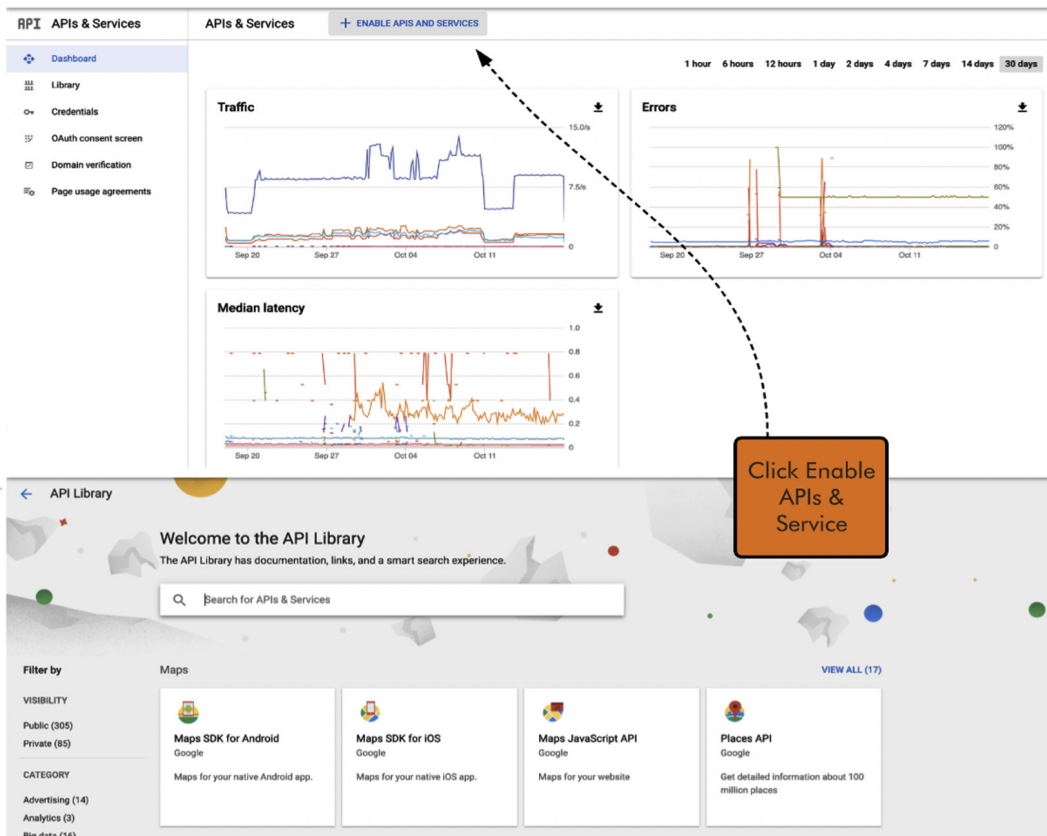 API APIs & Services
APIs & Services
+ ENABLE APIS AND SERVICES
Dashboard
Library
Credentials
OAuth consent screen
Domain verification
Page usage agreements
1 hour 6 hours 12 hours 1 day 2 days 4 days 7 days 14 days 30 days
Traffic
15.0/s
7.5/s
0
Sep 20 Sep 27 Oct 04 Oct 11
Errors
120%
100%
80%
60%
40%
20%
0
Sep 20 Sep 27 Oct 04 Oct 11
Median latency
1.0
0.8
0.6
0.4
0.2
0
Sep 20 Sep 27 Oct 04 Oct 11
Click Enable
APIs &
Service
API Library
Welcome to the API Library
The API Library has documentation, links, and a smart search experience.
Search for APIs & Services
Filter by
VISIBILITY
Public (305)
Private (85)
CATEGORY
Advertising (14)
Analytics (3)
Big data (16)
Maps
VIEW ALL (17)
Maps SDK for Android
Google
Maps for your native Android app.
Maps SDK for iOS
Google
Maps for your native iOS app.
Maps JavaScript API
Google
Maps for your website
Places API
Google
Get detailed information about 100
million places